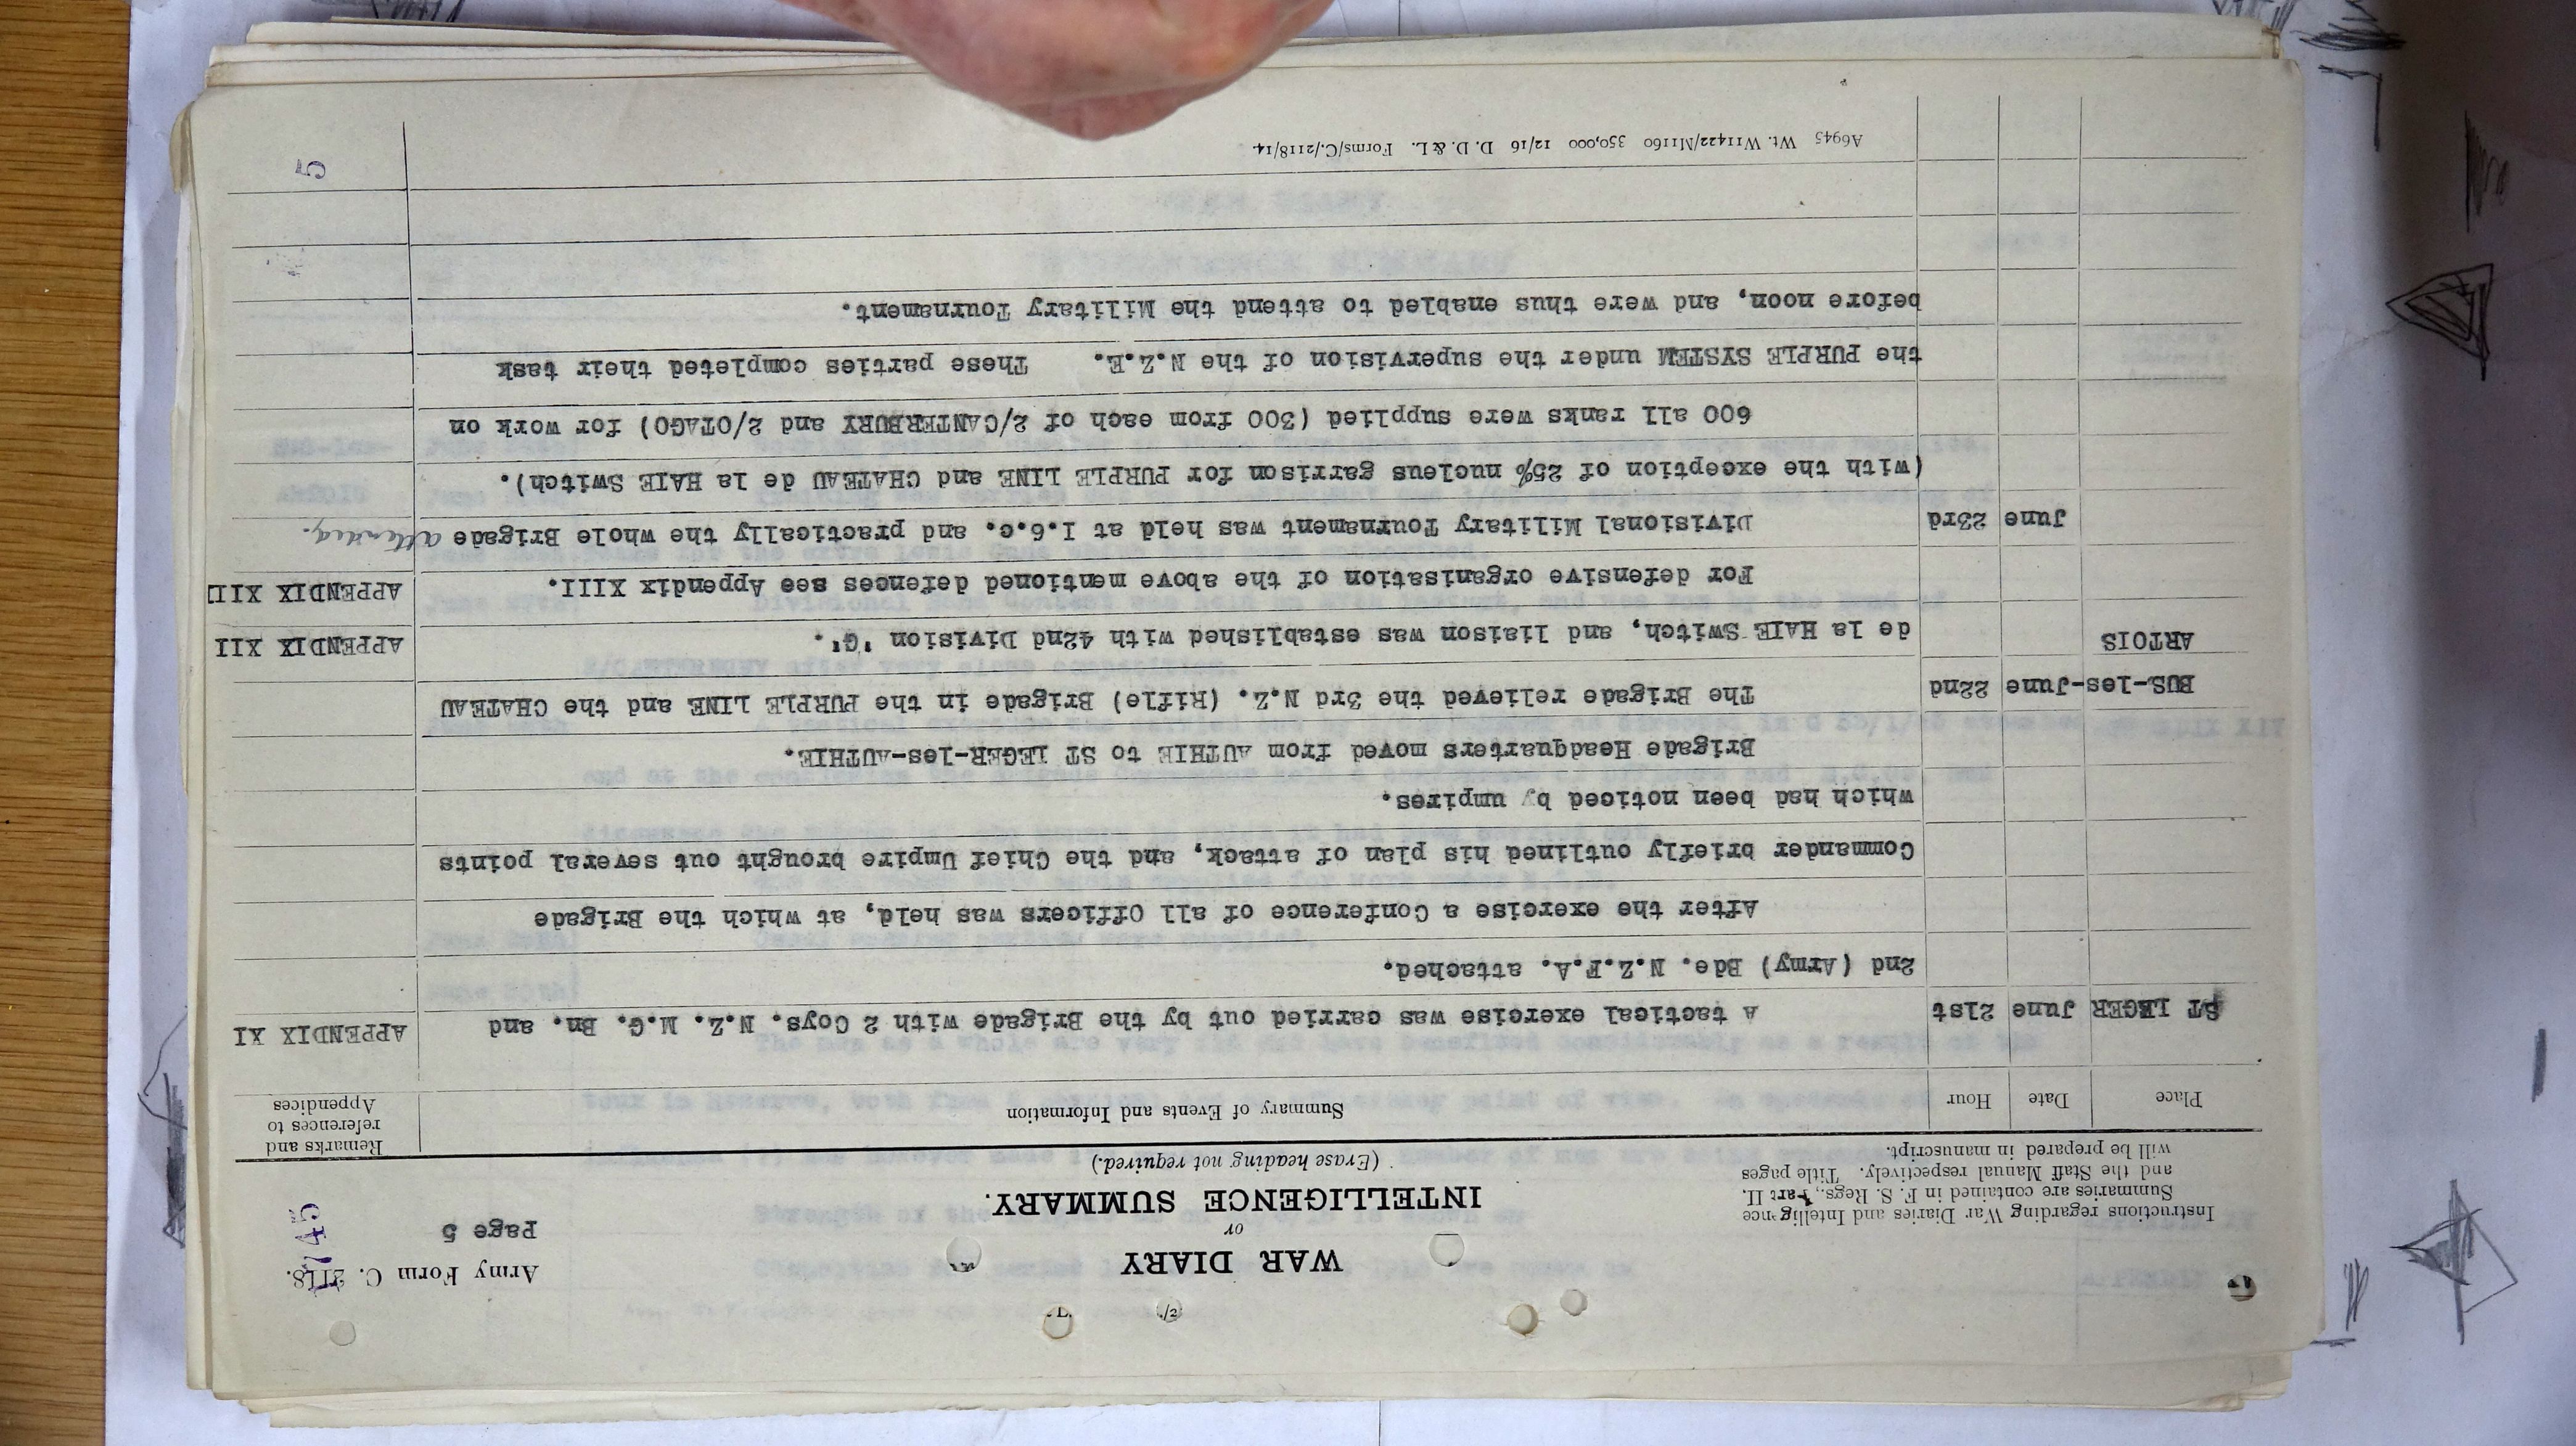 Army Form C. 2118.
Page 5
WAR DIARY
or
INTELLIGENCE SUMMARY.
(Erase heading not required.)
Instructions regarding War Diaries and Intelligence
Summaries are contained in F. S. Regs., Part II.
and the Staff Manual respectively. Title pages
will be prepared in manuscript.
Place Date Hour Summary of Events and Information Remarks and references to Appendices
ST LEGER June 21st A tactical exercise was carried out by the Brigade with 2 Coys. N.Z. M.G. Bn. and APPENDIX XI
2nd (Army) Bde. N.Z.F.A. attached.
After the exercise a Conference of all Officers was held, at which the Brigade
Commander briefly outlined his plan of attack, and the Chief Umpire brought out several points
which had been noticed by umpires.
Brigade Headquarters moved from AUTHIE to ST LEGER-les-AUTHIE.
BUS-les- June 22nd The Brigade relieved the 3rd N.Z. (Rifle) Brigade in the PURPLE LINE and the CHATEAU
ARTOIS de la HAIE Switch, and liaison was established with 42nd Division 'G'. APPENDIX XII
For defensive organisation of the above mentioned defences see Appendix XIII. APPENDIX XIII
June 23rd Divisional Military Tournament was held at I.6.c. and practically the whole Brigade attended.
(with the exception of 25% nucleus garrison for PURPLE LINE and CHATEAU de la HAIE Switch).
600 all ranks were supplied (300 from each of 2/CANTERBURY and 2/OTAGO) for work on
the PURPLE SYSTEM under the supervision of the N.Z.E. These parties completed their task
before noon, and were thus enabled to attend the Military Tournament.
A6945 Wt. W11422/M1160 350,000 12/16 D. D. & L. Forms/C./2118/14.
5